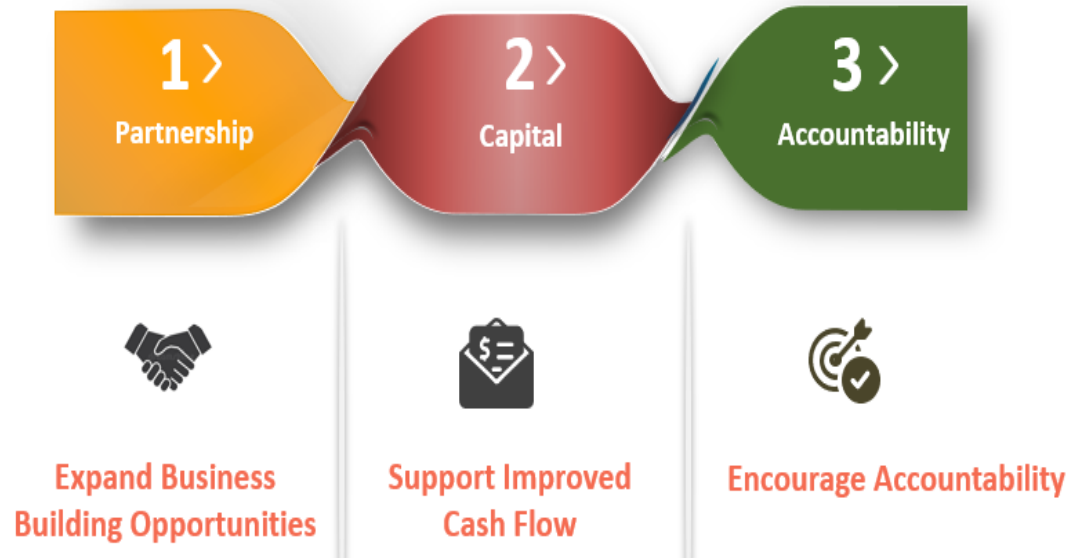 1 >
Partnership
2 >
Capital
3 >
Accountability
$
Expand Business
Building Opportunities
Support Improved
Cash Flow
Encourage Accountability